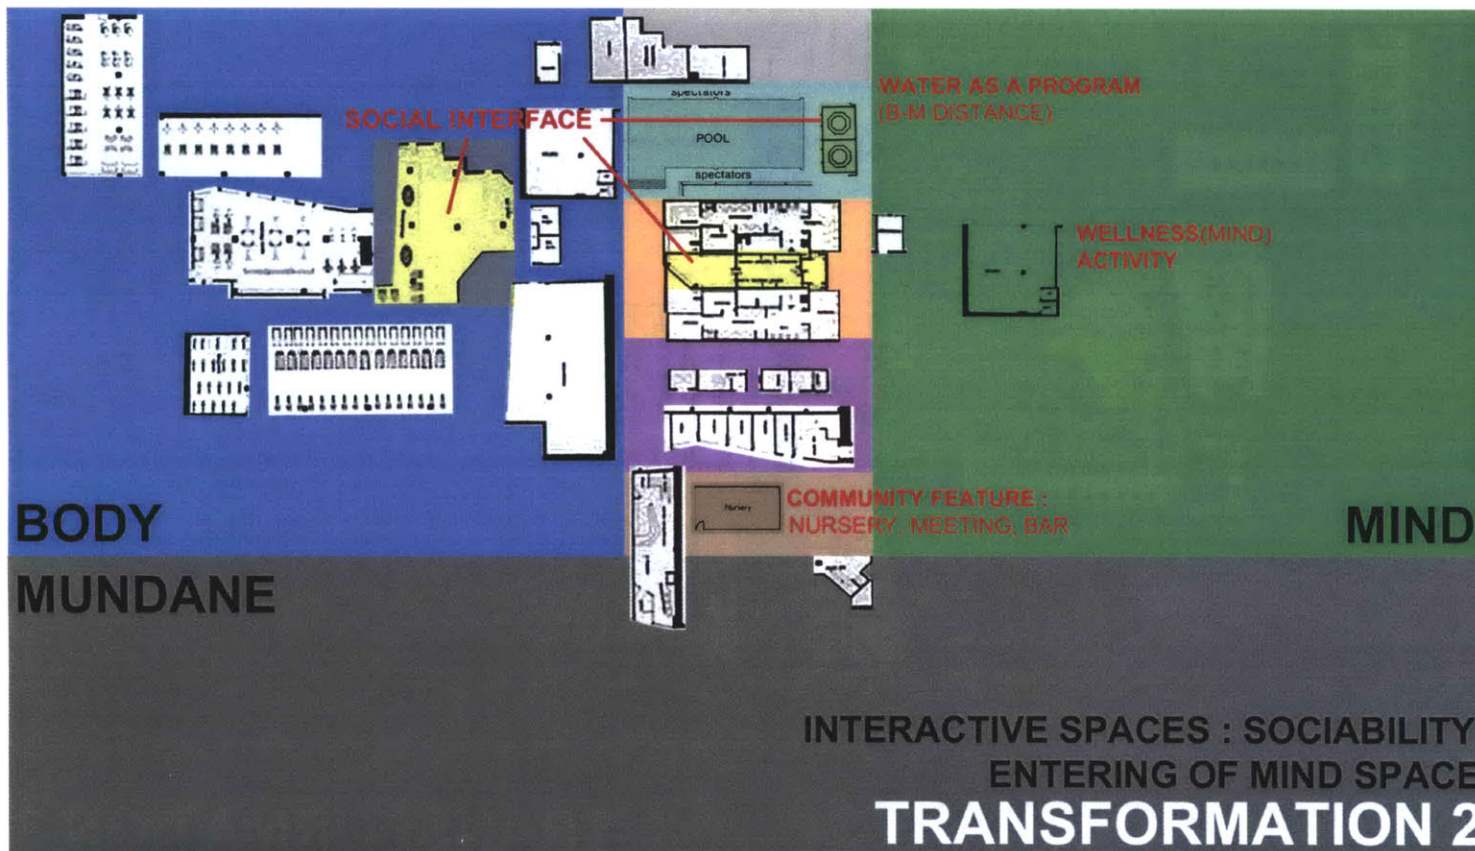 spectators
WATER AS A PROGRAM
(B-M DISTANCE)
SOCIAL INTERFACE
POOL
spectators
WELLNESS(MIND)
ACTIVITY
Nursery
COMMUNITY FEATURE :
NURSERY, MEETING, BAR
BODY
MIND
MUNDANE
INTERACTIVE SPACES : SOCIABILITY
ENTERING OF MIND SPACE
TRANSFORMATION 2